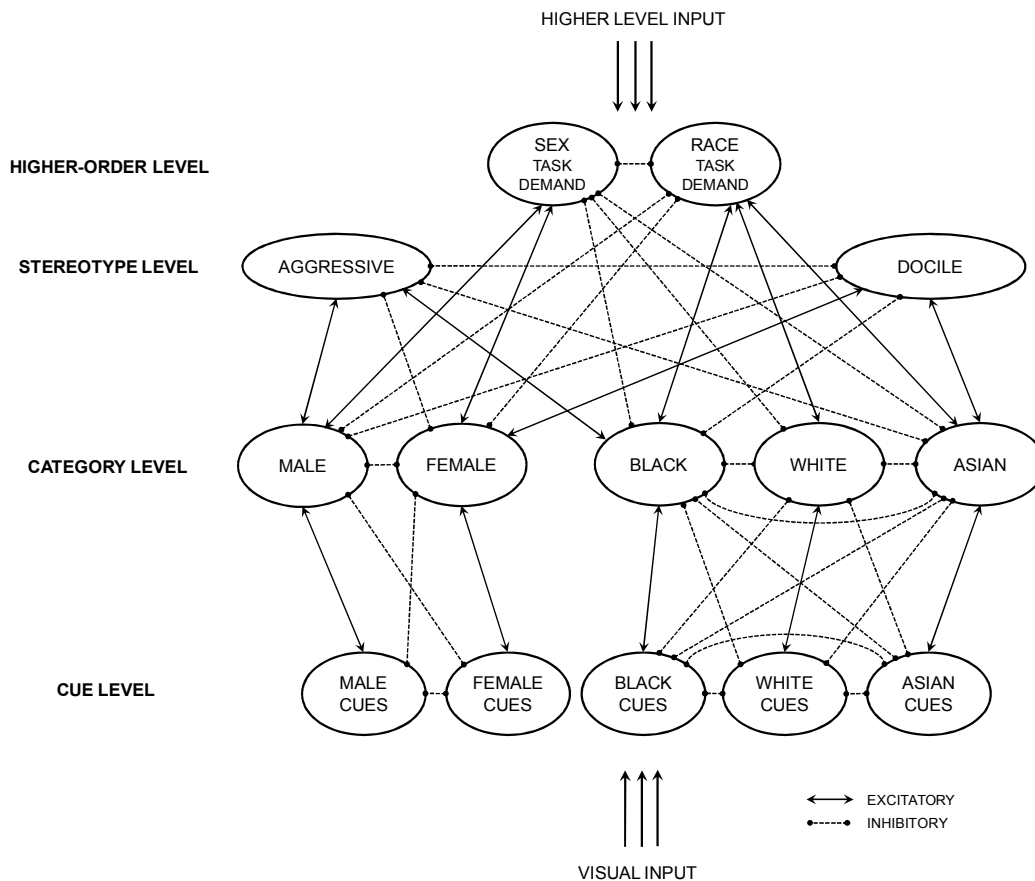 HIGHER LEVEL INPUT
HIGHER-ORDER LEVEL
SEX
TASK
DEMAND
RACE
TASK
DEMAND
STEREOTYPE LEVEL
AGGRESSIVE
DOCILE
CATEGORY LEVEL
MALE
FEMALE
BLACK
WHITE
ASIAN
CUE LEVEL
MALE
CUES
FEMALE
CUES
BLACK
CUES
WHITE
CUES
ASIAN
CUES
EXCITATORY
INHIBITORY
VISUAL INPUT